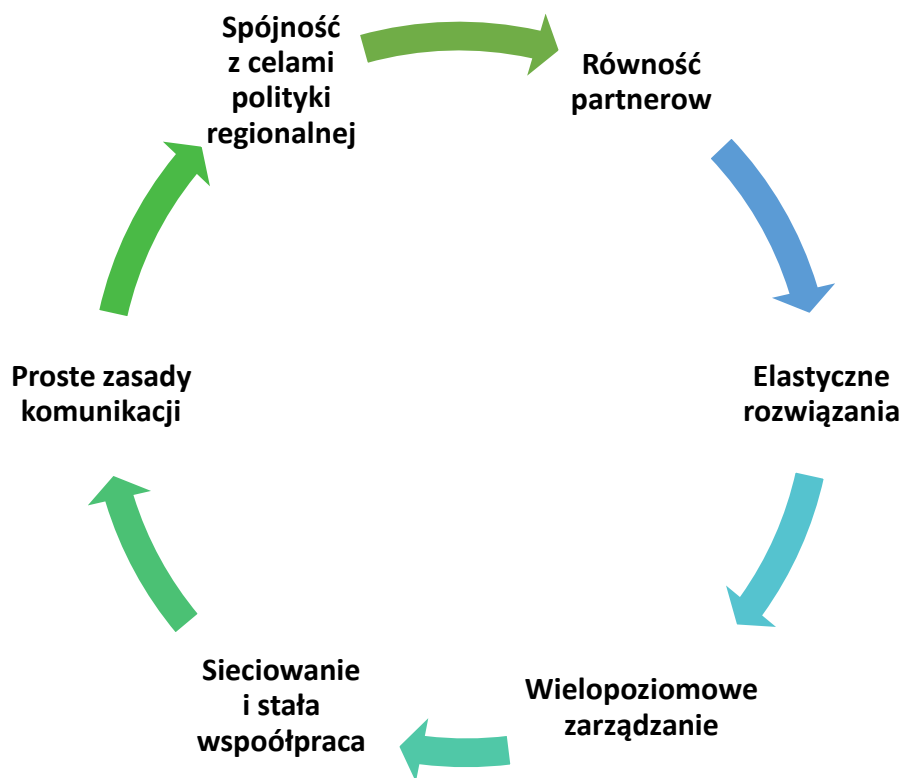 Spójność
z celami
polityki
regionalnej
Równość
partnerow
Elastyczne
rozwiązania
Wielopoziomowe
zarządzanie
Sieciowanie
i stała
wspoółpraca
Proste zasady
komunikacji